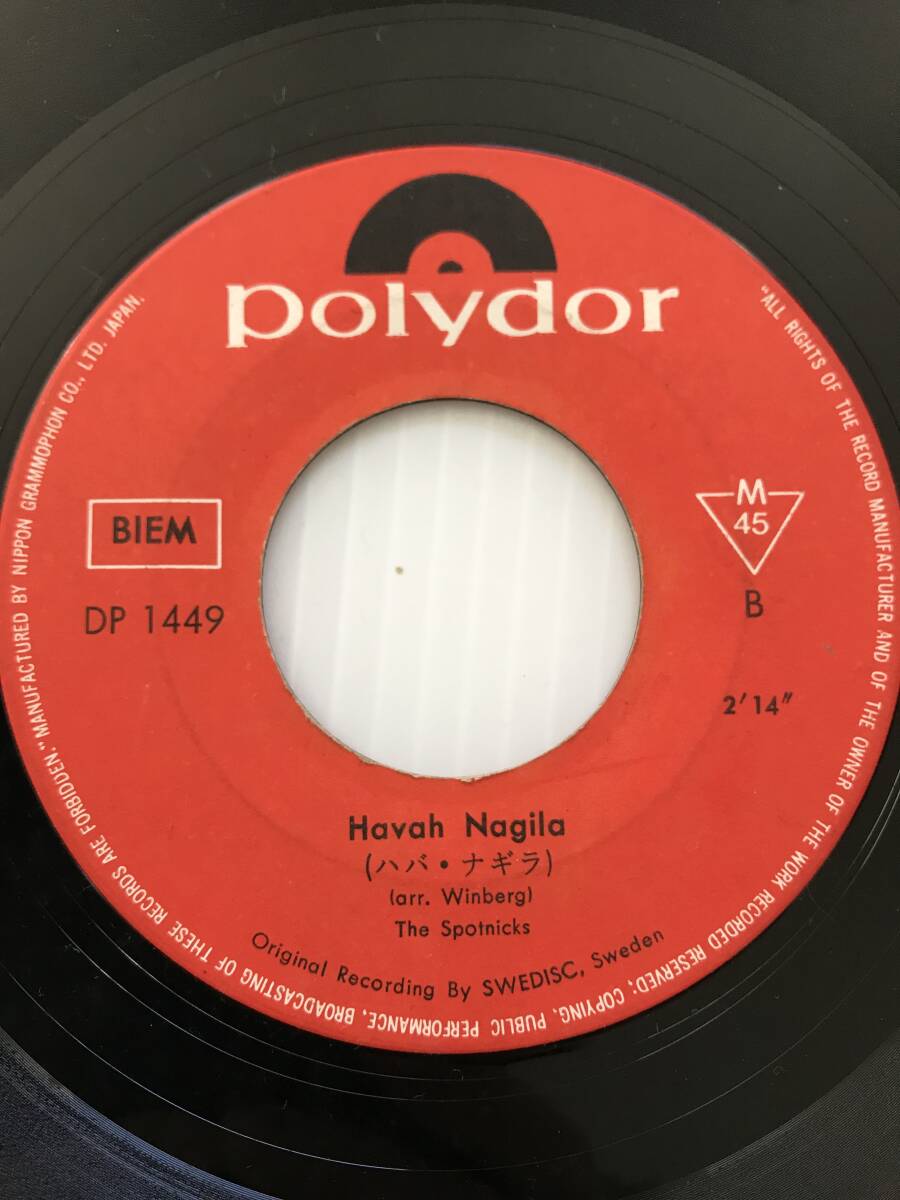 polydor
BIEM
DP 1449
M
45
B
2'14"
Havah Nagila
(ハバ・ナギラ)
(arr. Winberg)
The Spotnicks
Original Recording By SWEDISC, Sweden
"ALL RIGHTS OF THE RECORD MANUFACTURER AND OF THE OWNER OF THE WORK RECORDED RESERVED; COPYING, PUBLIC PERFORMANCE, BROADCASTING OF THESE RECORDS ARE FORBIDDEN." MANUFACTURED BY NIPPON GRAMMOPHON CO., LTD. JAPAN.